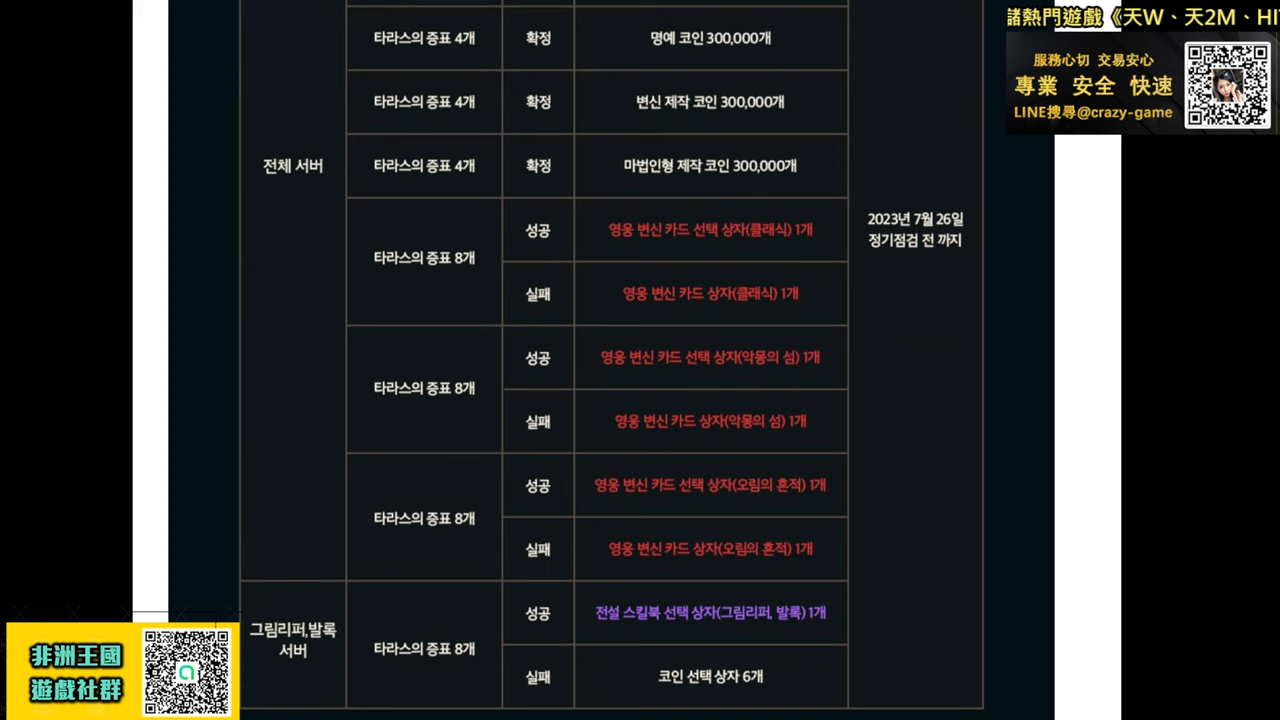 諸熱門遊戲《天W、天2M、HI
服務心切 交易安心
專業 安全 快速
LINE搜尋@crazy-game
타라스의 증표 4개 확정 명예 코인 300,000개
타라스의 증표 4개 확정 변신 제작 코인 300,000개
전체 서버 타라스의 증표 4개 확정 마법인형 제작 코인 300,000개
2023년 7월 26일
정기점검 전 까지
타라스의 증표 8개
성공 영웅 변신 카드 선택 상자(클래식) 1개
실패 영웅 변신 카드 상자(클래식) 1개
타라스의 증표 8개
성공 영웅 변신 카드 선택 상자(악몽의 섬) 1개
실패 영웅 변신 카드 상자(악몽의 섬) 1개
타라스의 증표 8개
성공 영웅 변신 카드 선택 상자(오림의 흔적) 1개
실패 영웅 변신 카드 상자(오림의 흔적) 1개
그림리퍼,발록
서버
타라스의 증표 8개
성공 전설 스킬북 선택 상자(그림리퍼, 발록) 1개
실패 코인 선택 상자 6개
非洲王國
遊戲社群